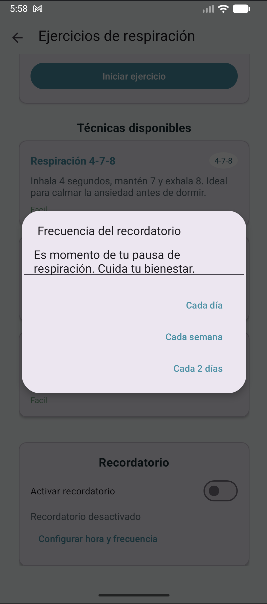 5:58
Ejercicios de respiración
Iniciar ejercicio
Técnicas disponibles
Respiración 4-7-8
4-7-8
Inhala 4 segundos, mantén 7 y exhala 8. Ideal
para calmar la ansiedad antes de dormir.
Fácil
Frecuencia del recordatorio
Es momento de tu pausa de
respiración. Cuida tu bienestar.
Cada día
Cada semana
Cada 2 días
Fácil
Recordatorio
Activar recordatorio
Recordatorio desactivado
Configurar hora y frecuencia